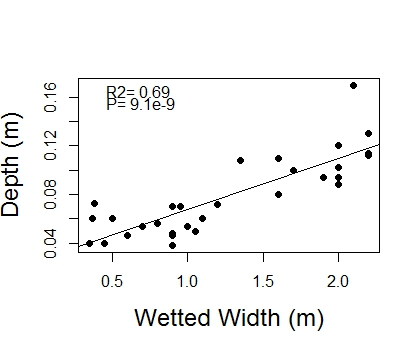 R2= 0.69
P= 9.1e-9
Depth (m)
0.16
0.12
0.08
0.04
0.5
1.0
1.5
2.0
Wetted Width (m)